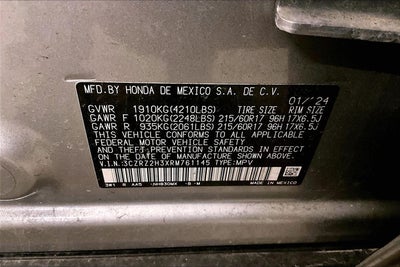 MFD. BY HONDA DE MEXICO S.A. DE C.V.
01/'24
GVWR 1910KG(4210LBS) TIRE SIZE RIM SIZE
GAWR F 1020KG(2248LBS) 215/60R17 96H 17X6.5J
GAWR R 935KG(2061LBS) 215/60R17 96H 17X6.5J
THIS VEHICLE CONFORMS TO ALL APPLICABLE
FEDERAL MOTOR VEHICLE SAFETY
AND THEFT PREVENTION STANDARDS IN EFFECT
ON THE DATE OF MANUFACTURE SHOWN ABOVE.
V.I.N.:3CZRZ2H3XRM761145 TYPE:MPV
3W1 R AA5 -NH830MX -B -M MADE IN MEXICO